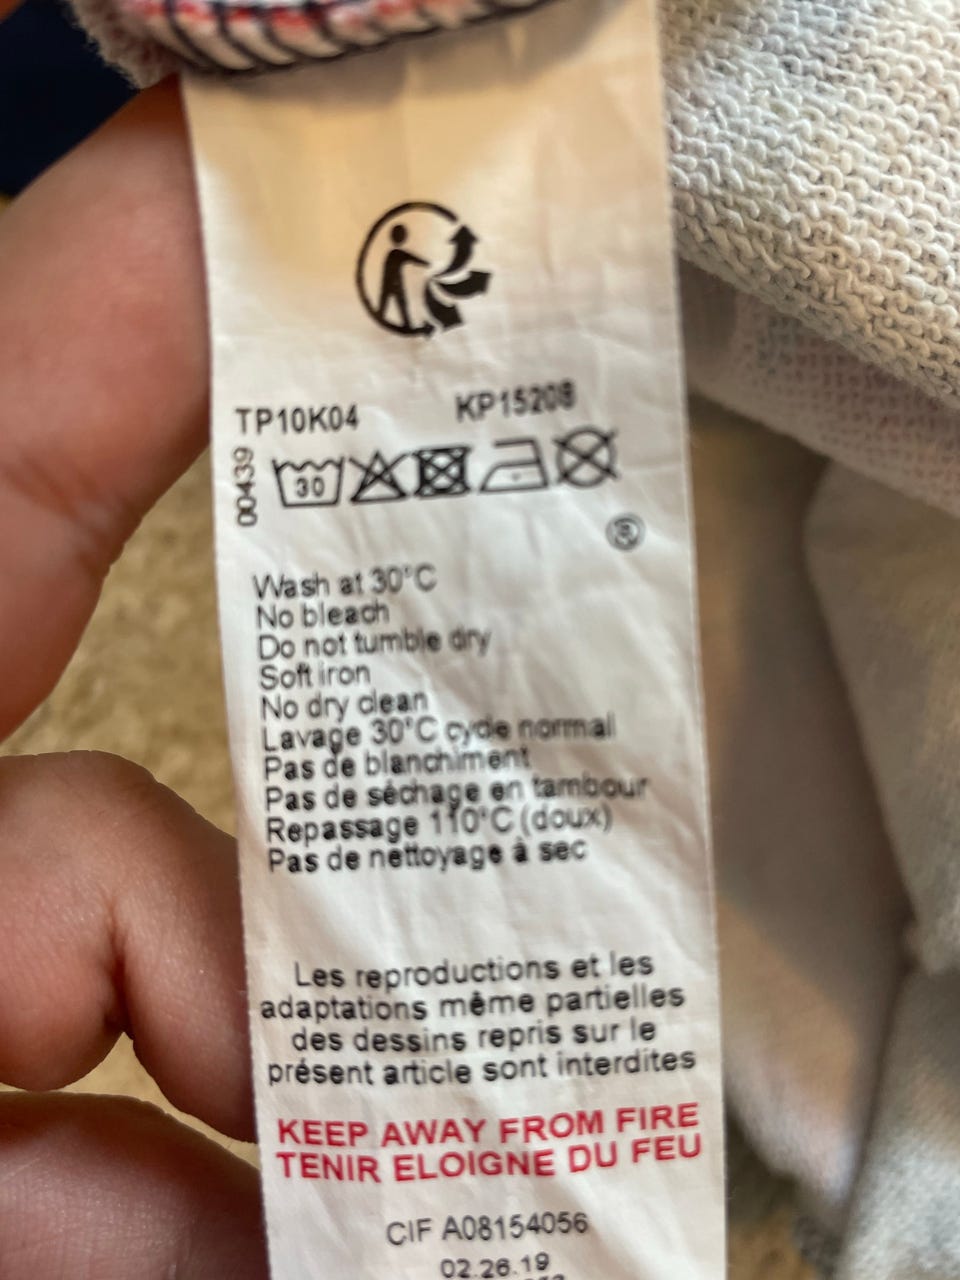 TP10K04 KP15208
00439
30
®
Wash at 30°C
No bleach
Do not tumble dry
Soft iron
No dry clean
Lavage 30°C cycle normal
Pas de blanchiment
Pas de séchage en tambour
Repassage 110°C (doux)
Pas de nettoyage à sec
Les reproductions et les
adaptations même partielles
des dessins repris sur le
présent article sont interdites
KEEP AWAY FROM FIRE
TENIR ELOIGNE DU FEU
CIF A08154056
02.26.19